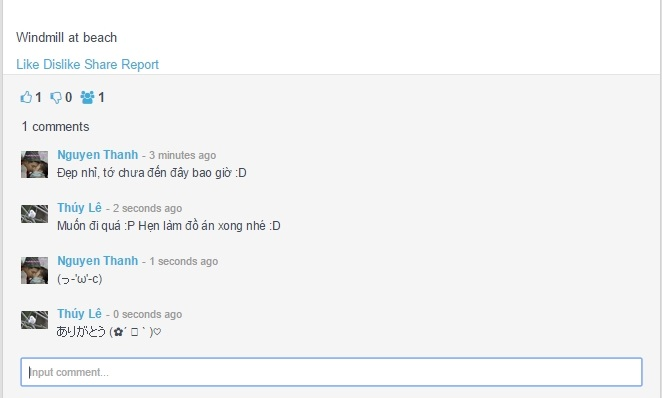 Windmill at beach
Like Dislike Share Report
1 0 1
1 comments
Nguyen Thanh - 3 minutes ago
Đẹp nhỉ, tớ chưa đến đây bao giờ :D
Thúy Lê - 2 seconds ago
Muốn đi quá :P Hẹn làm đồ án xong nhé :D
Nguyen Thanh - 1 seconds ago
(っ-'ω'-c)
Thúy Lê - 0 seconds ago
ありがとう (✿´ □ ` )♡
Input comment...